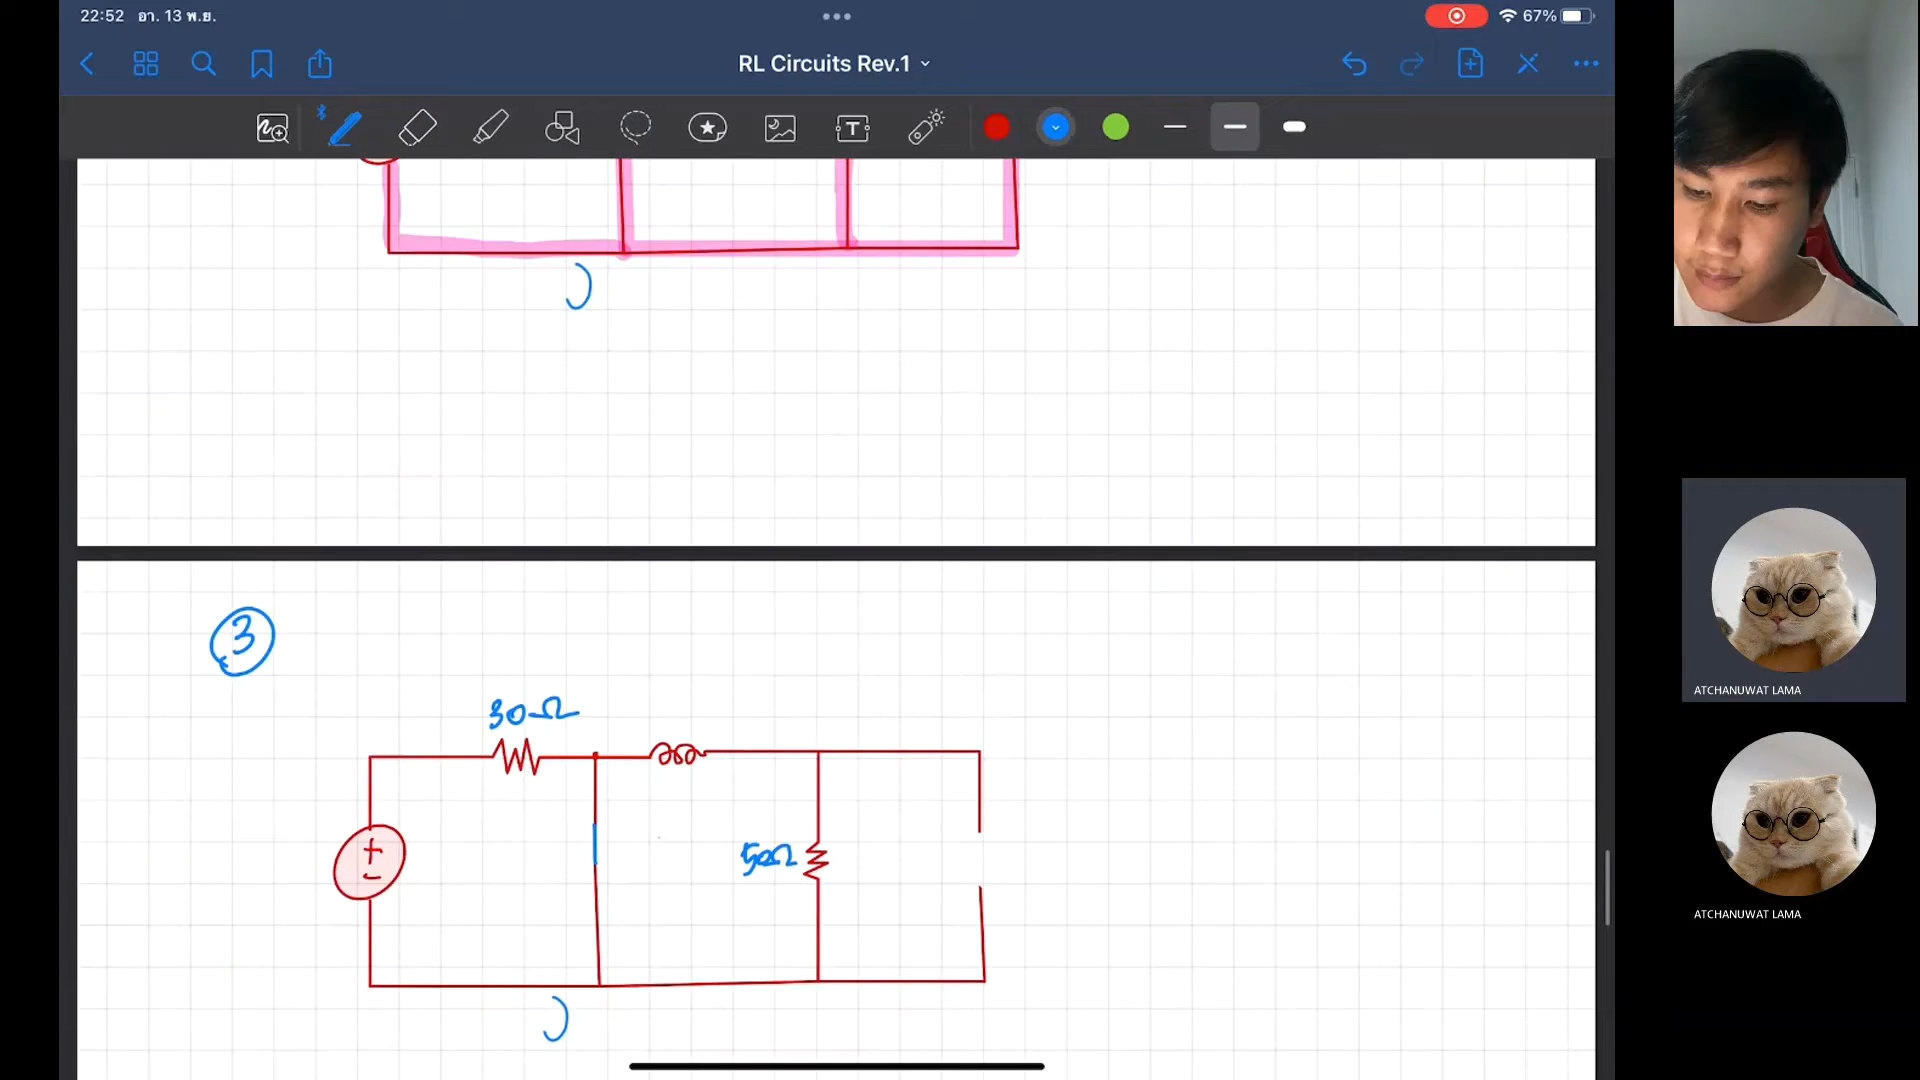 22:52 อา. 13 พ.ย.
67%
RL Circuits Rev.1
T
3
30Ω
+
-
50Ω
ATCHANUWAT LAMA
ATCHANUWAT LAMA